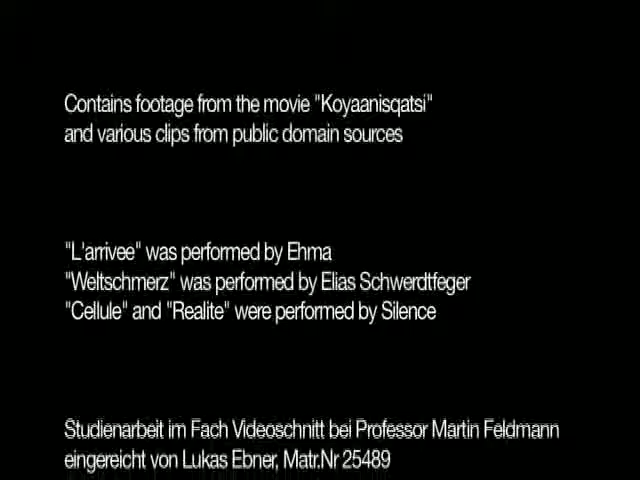 Contains footage from the movie "Koyaanisqatsi"
and various clips from public domain sources
"L'arrivee" was performed by Ehma
"Weltschmerz" was performed by Elias Schwerdtfeger
"Cellule" and "Realite" were performed by Silence
Studienarbeit im Fach Videoschnitt bei Professor Martin Feldmann
eingereicht von Lukas Ebner, Matr.Nr 25489